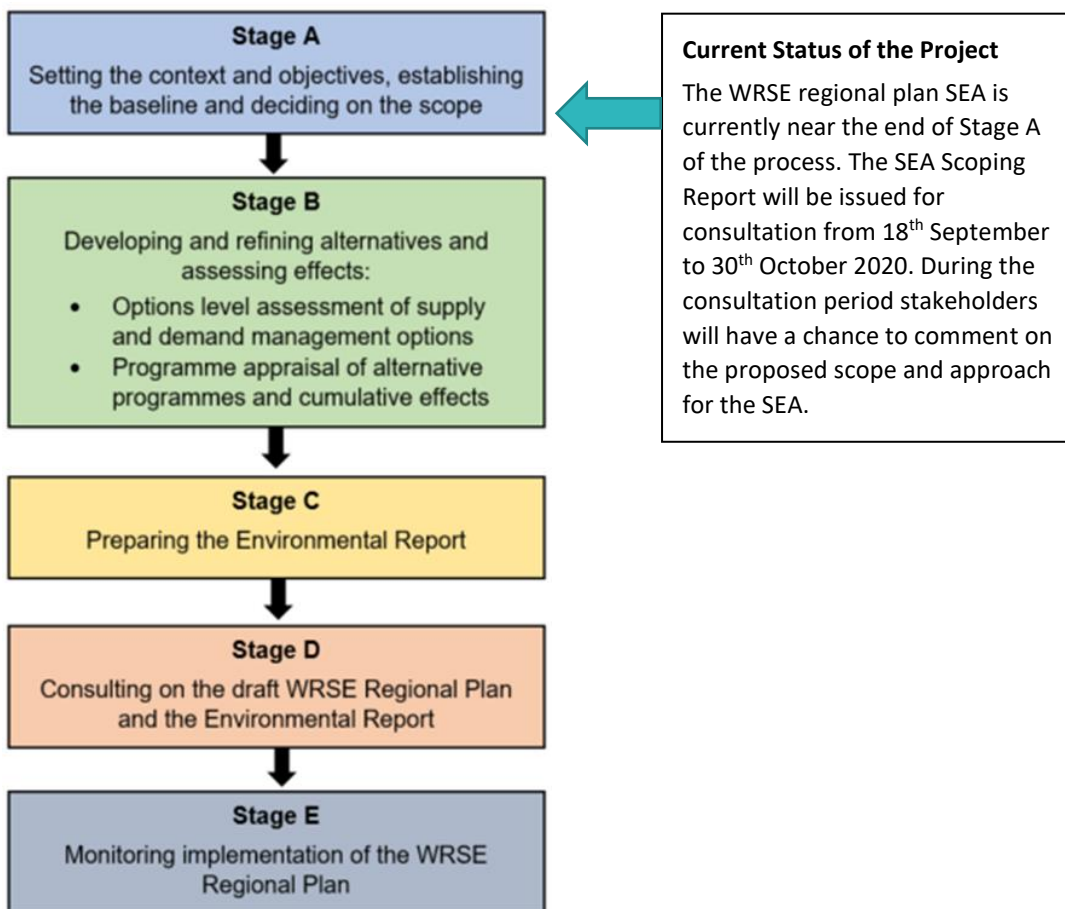 Stage A
Setting the context and objectives, establishing
the baseline and deciding on the scope
Stage B
Developing and refining alternatives and
assessing effects:
• Options level assessment of supply
and demand management options
• Programme appraisal of alternative
programmes and cumulative effects
Stage C
Preparing the Environmental Report
Stage D
Consulting on the draft WRSE Regional Plan
and the Environmental Report
Stage E
Monitoring implementation of the WRSE
Regional Plan
Current Status of the Project
The WRSE regional plan SEA is
currently near the end of Stage A
of the process. The SEA Scoping
Report will be issued for
consultation from 18th September
to 30th October 2020. During the
consultation period stakeholders
will have a chance to comment on
the proposed scope and approach
for the SEA.